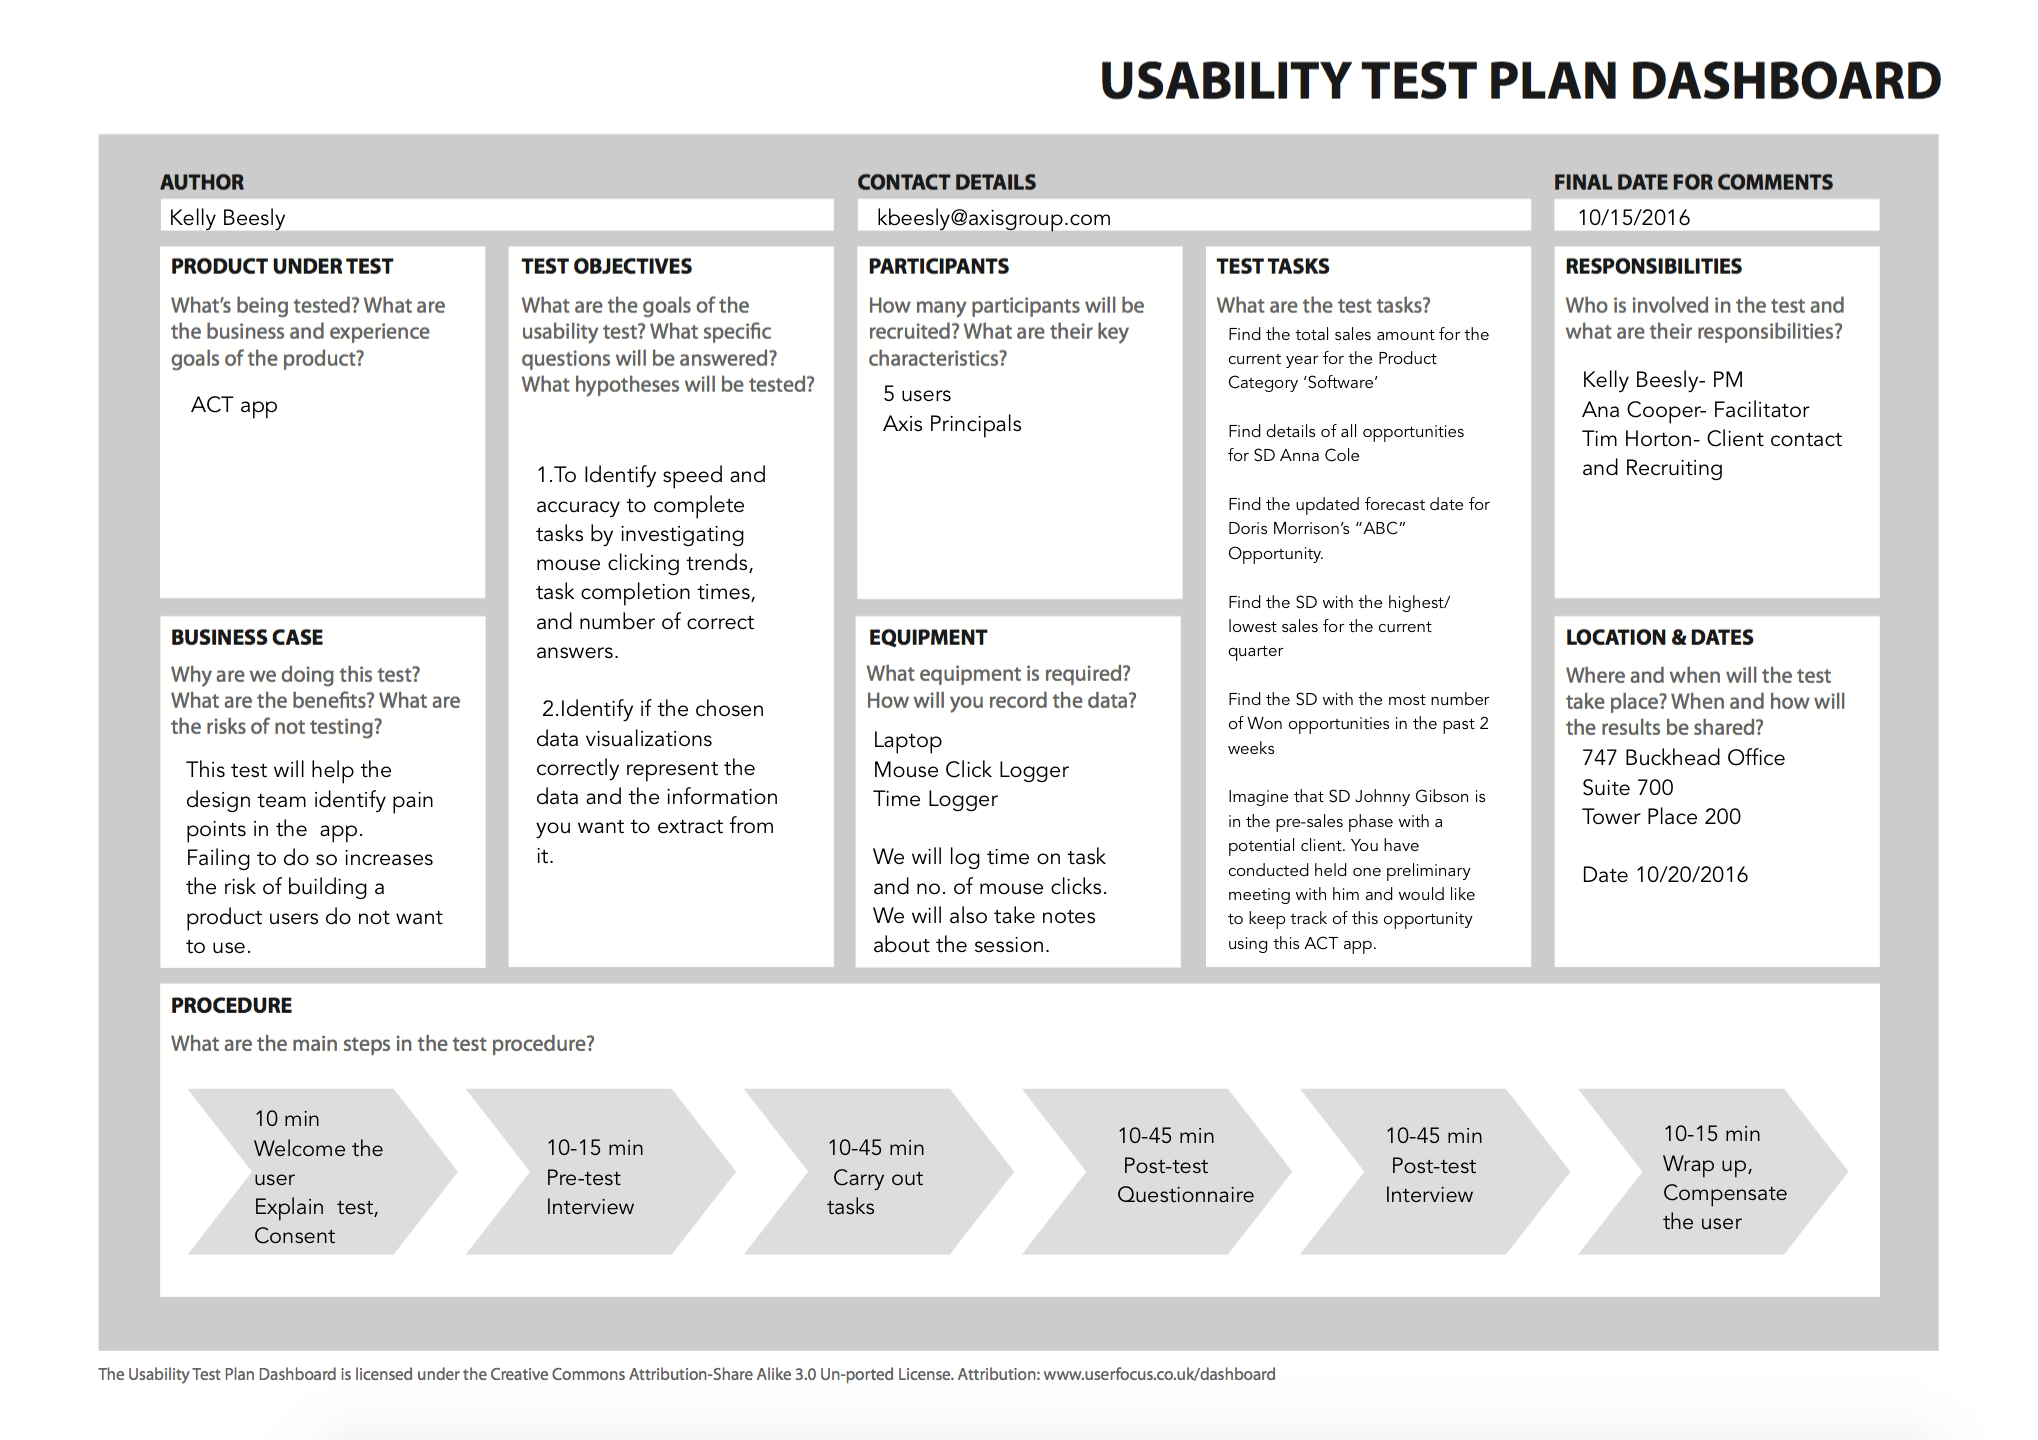 USABILITY TEST PLAN DASHBOARD
AUTHOR
Kelly Beesly
CONTACT DETAILS
kbeesly@axisgroup.com
FINAL DATE FOR COMMENTS
10/15/2016
PRODUCT UNDER TEST
What's being tested? What are
the business and experience
goals of the product?
ACT app
BUSINESS CASE
Why are we doing this test?
What are the benefits? What are
the risks of not testing?
This test will help the
design team identify pain
points in the  app.
Failing to do so increases
the risk of building a
product users do not want
to use.
TEST OBJECTIVES
What are the goals of the
usability test? What specific
questions will be answered?
What hypotheses will be tested?
1.To Identify speed and
accuracy to complete
tasks by investigating
mouse clicking trends,
task completion times,
and number of correct
answers.
2.Identify if the chosen
data visualizations
correctly represent the
data and the information
you want to extract from
it.
PARTICIPANTS
How many participants will be
recruited? What are their key
characteristics?
5 users
Axis Principals
EQUIPMENT
What equipment is required?
How will you record the data?
Laptop
Mouse Click Logger
Time Logger
We will log time on task
and no. of mouse clicks.
We will also take notes
about the session.
TEST TASKS
What are the test tasks?
Find the total sales amount for the
current year for the Product
Category ‘Software’
Find details of all opportunities
for SD Anna Cole
Find the updated forecast date for
Doris Morrison’s “ABC”
Opportunity.
Find the SD with the highest/
lowest sales for the current
quarter
Find the SD with the most number
of Won opportunities in the past 2
weeks
Imagine that SD Johnny Gibson is
in the pre-sales phase with a
potential client. You have
conducted held one preliminary
meeting with him and would like
to keep track of this opportunity
using this ACT app.
RESPONSIBILITIES
Who is involved in the test and
what are their responsibilities?
Kelly Beesly- PM
Ana Cooper- Facilitator
Tim Horton- Client contact
and Recruiting
LOCATION & DATES
Where and when will the test
take place? When and how will
the results be shared?
747 Buckhead Office
Suite 700
Tower Place 200
Date 10/20/2016
PROCEDURE
What are the main steps in the test procedure?
10 min
Welcome the
user
Explain  test,
Consent
10-15 min
Pre-test
Interview
10-45 min
Carry out
tasks
10-45 min
Post-test
Questionnaire
10-45 min
Post-test
Interview
10-15 min
Wrap up,
Compensate
the user
The Usability Test Plan Dashboard is licensed under the Creative Commons Attribution-Share Alike 3.0 Un-ported License. Attribution: www.userfocus.co.uk/dashboard